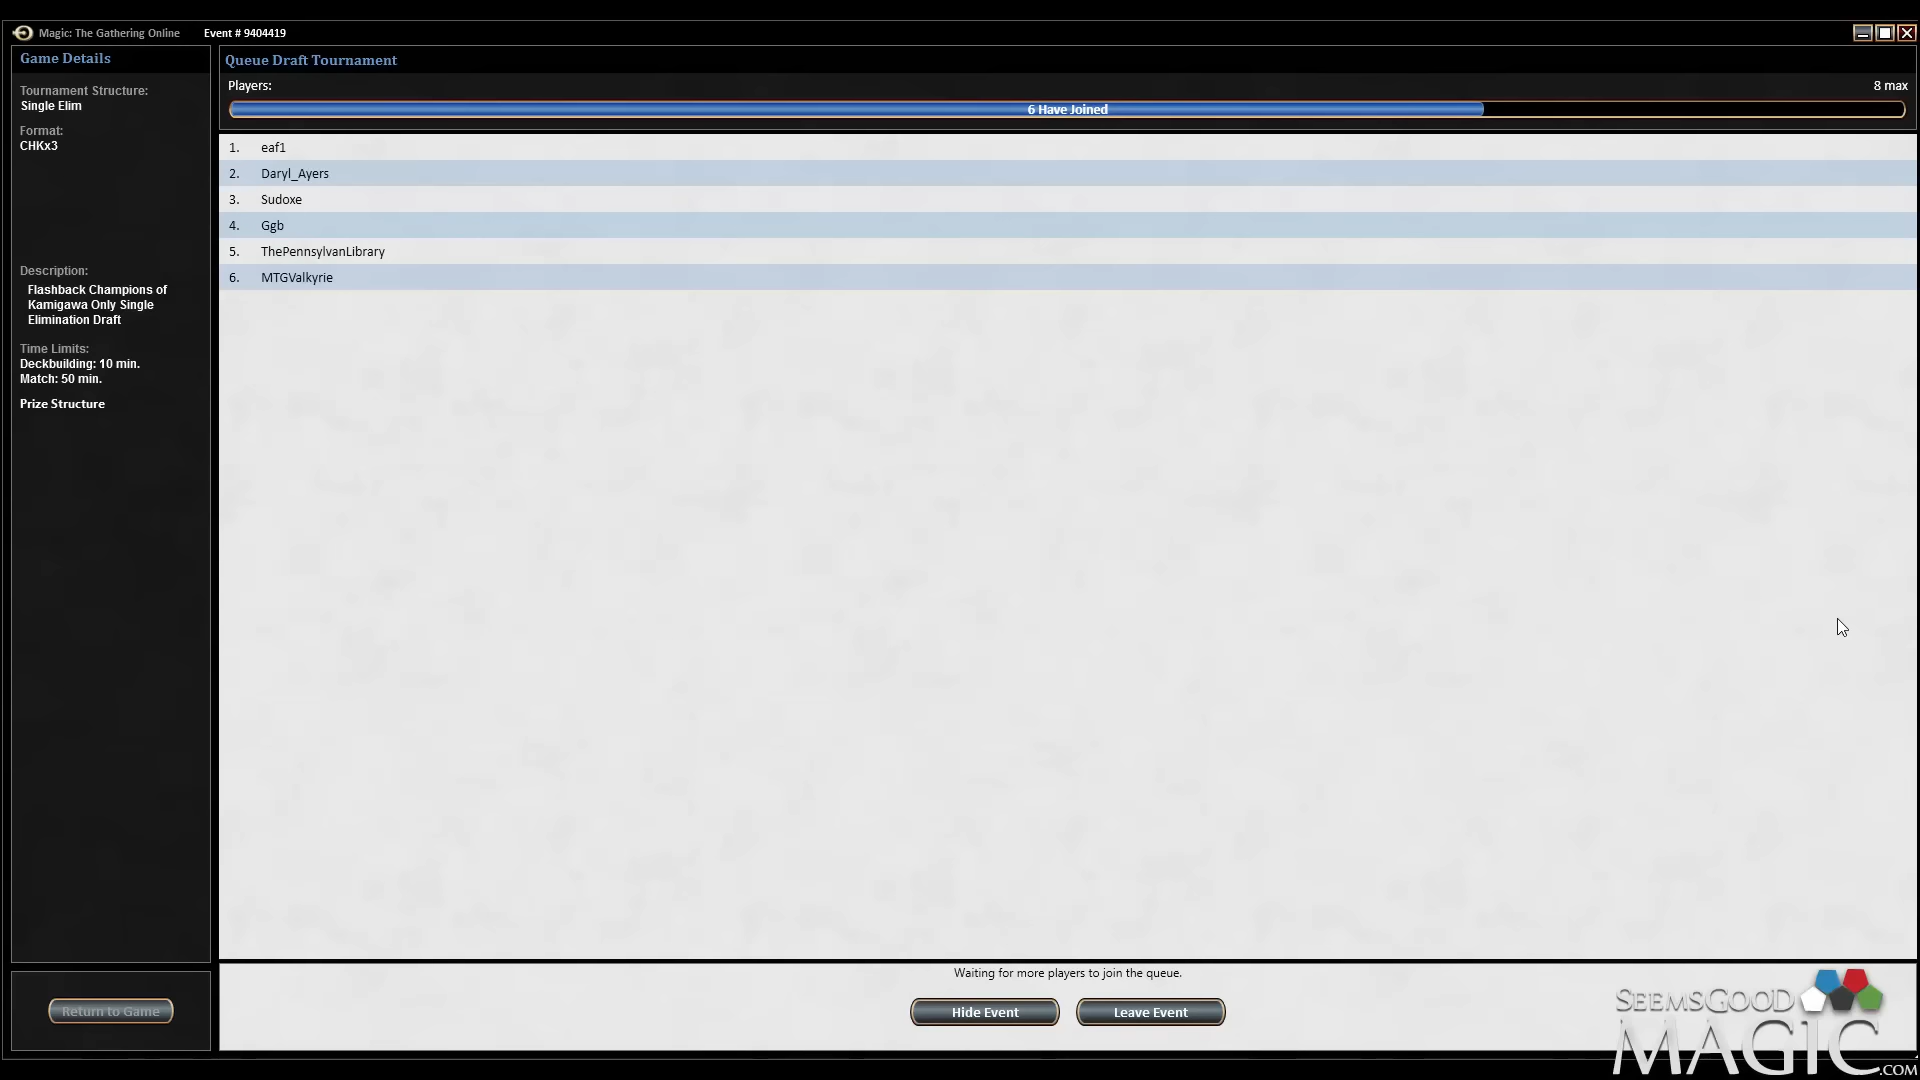 Magic: The Gathering Online Event # 9404419
Game Details
Tournament Structure:
Single Elim
Format:
CHKx3
Description:
Flashback Champions of
Kamigawa Only Single
Elimination Draft
Time Limits:
Deckbuilding: 10 min.
Match: 50 min.
Prize Structure
Return to Game
Queue Draft Tournament
Players: 8 max
6 Have Joined
1. eaf1
2. Daryl_Ayers
3. Sudoxe
4. Ggb
5. ThePennsylvanLibrary
6. MTGValkyrie
Waiting for more players to join the queue.
Hide Event Leave Event
SEEMSGOOD
MAGIC.COM